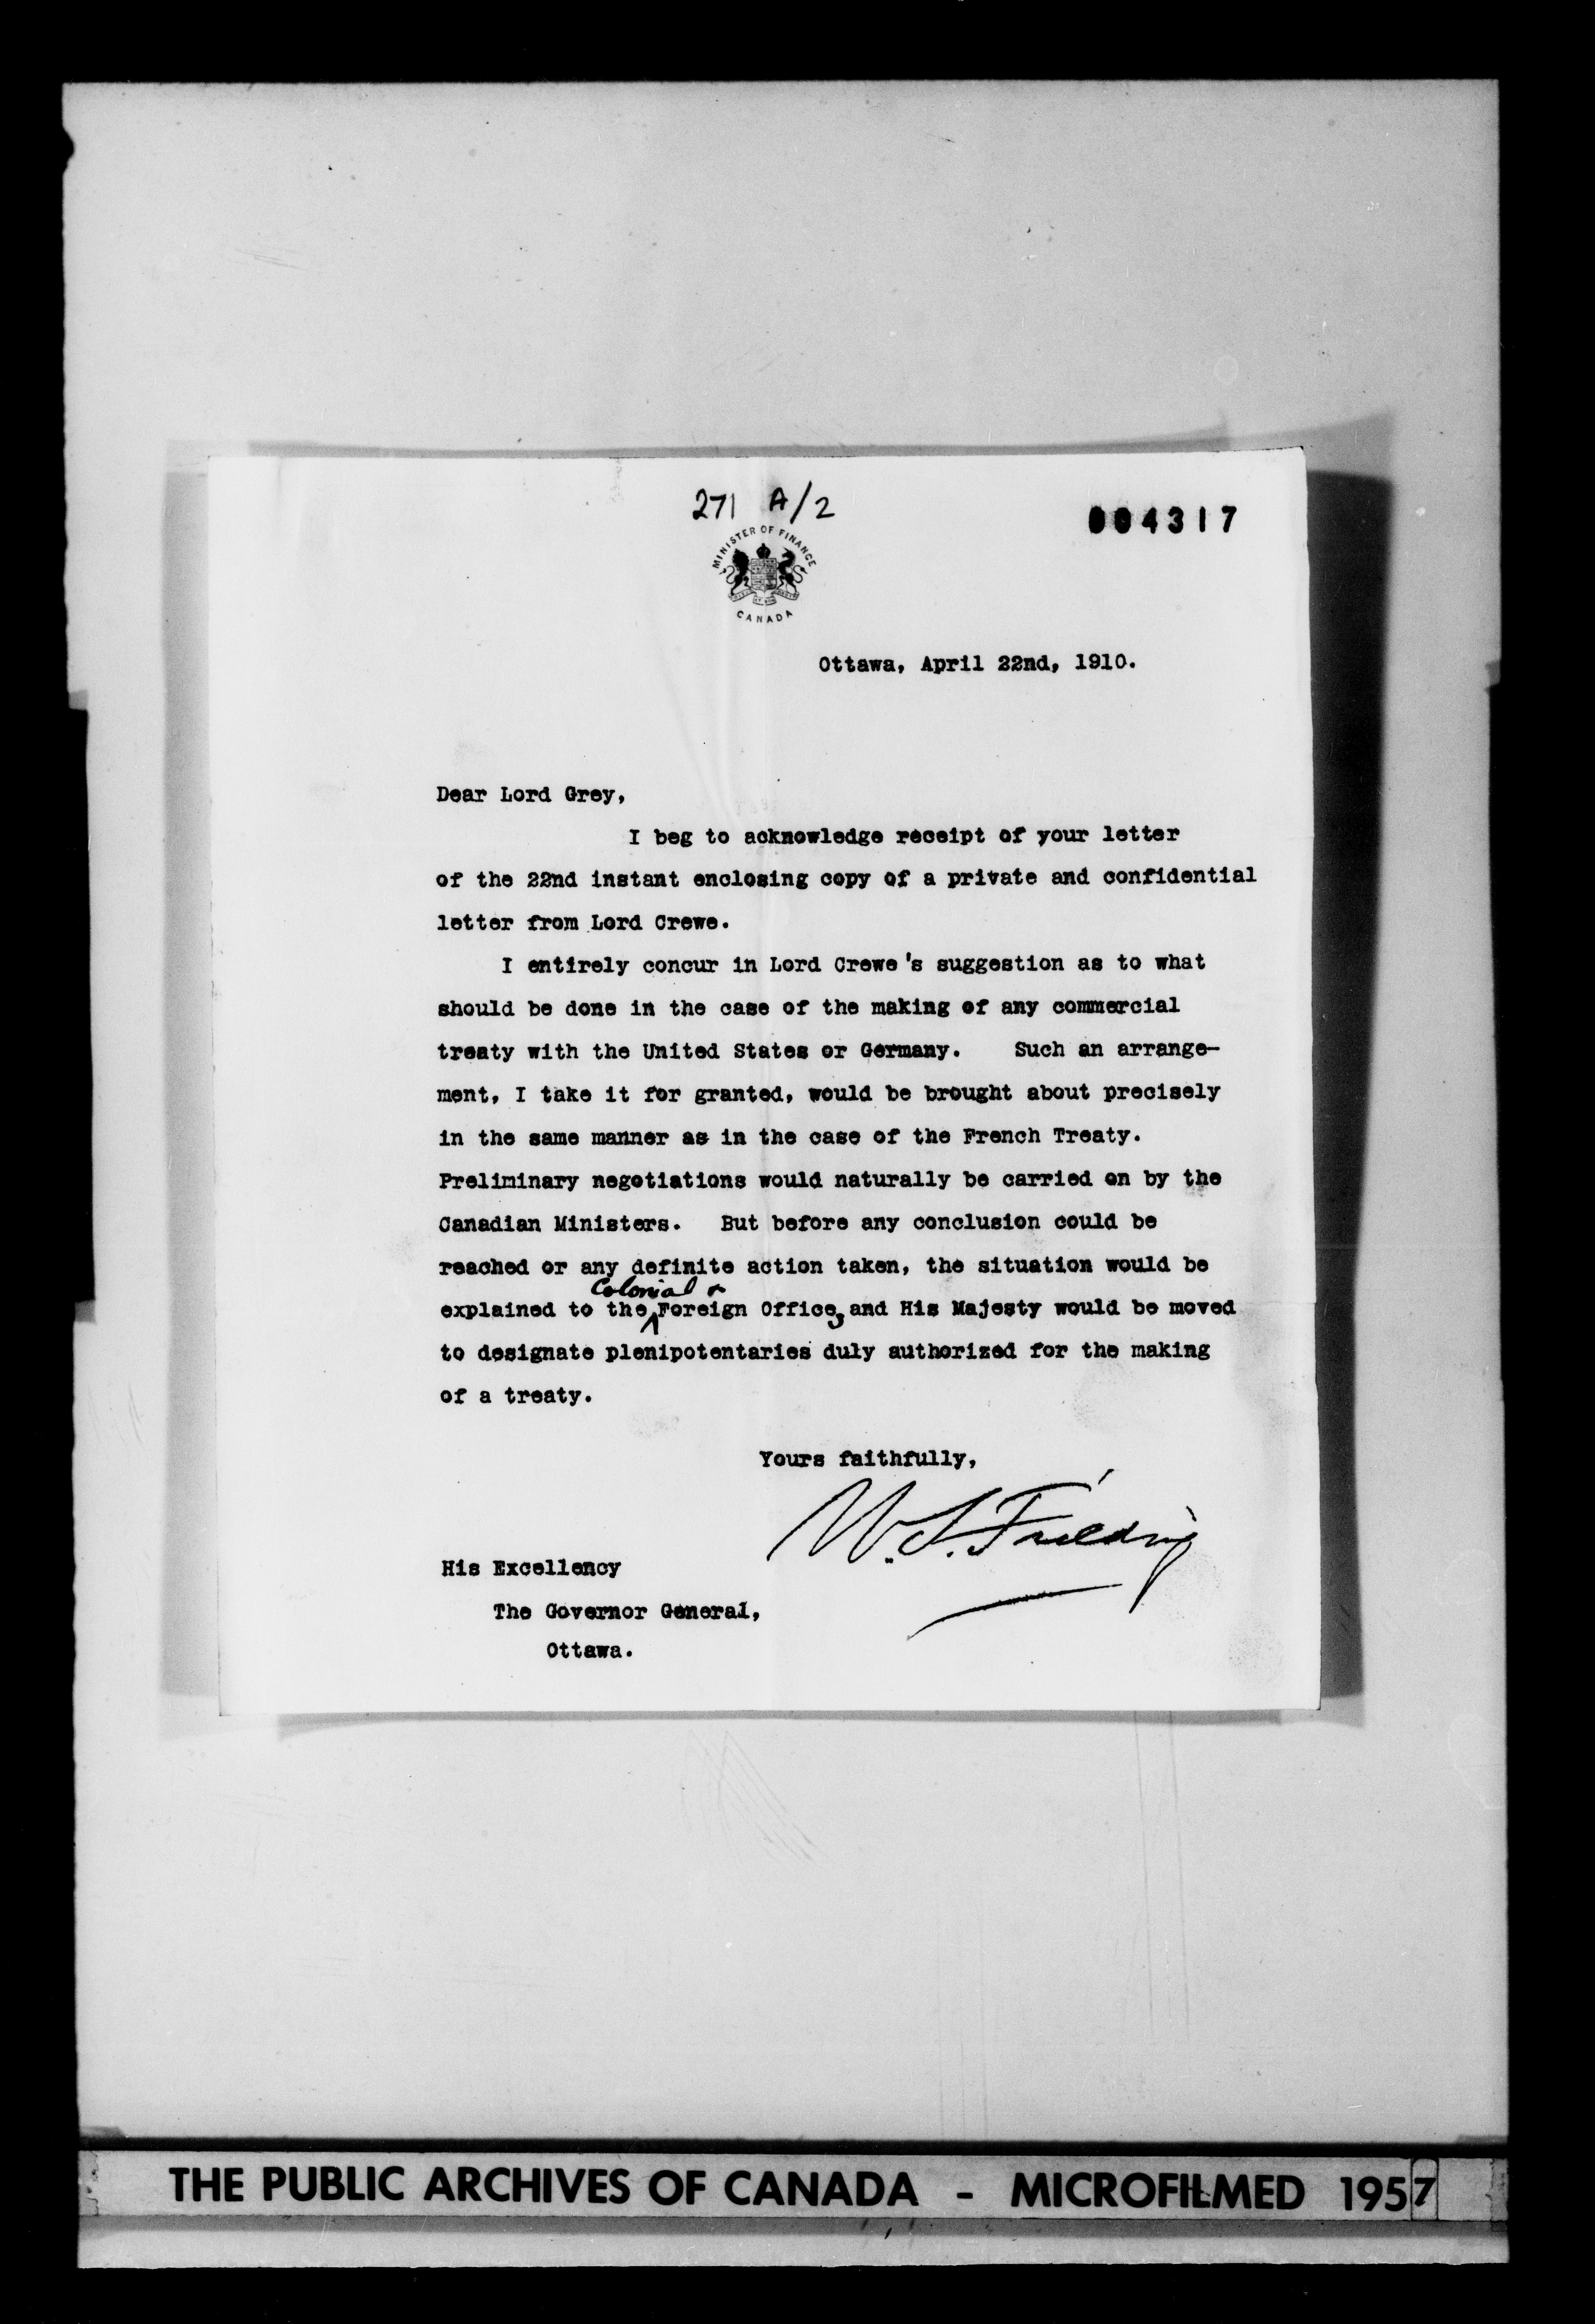 271 A/2
004317
MINISTER OF FINANCE
CANADA
Ottawa, April 22nd, 1910.
Dear Lord Grey,
I beg to acknowledge receipt of your letter
of the 22nd instant enclosing copy of a private and confidential
letter from Lord Crewe.
I entirely concur in Lord Crewe's suggestion as to what
should be done in the case of the making of any commercial
treaty with the United States or Germany. Such an arrange-
ment, I take it for granted, would be brought about precisely
in the same manner as in the case of the French Treaty.
Preliminary negotiations would naturally be carried on by the
Canadian Ministers. But before any conclusion could be
reached or any definite action taken, the situation would be
Colonial &
explained to the Foreign Offices and His Majesty would be moved
to designate plenipotentaries duly authorized for the making
of a treaty.
Yours faithfully,
W. S. Fielding
His Excellency
The Governor General,
Ottawa.
THE PUBLIC ARCHIVES OF CANADA - MICROFILMED 1957